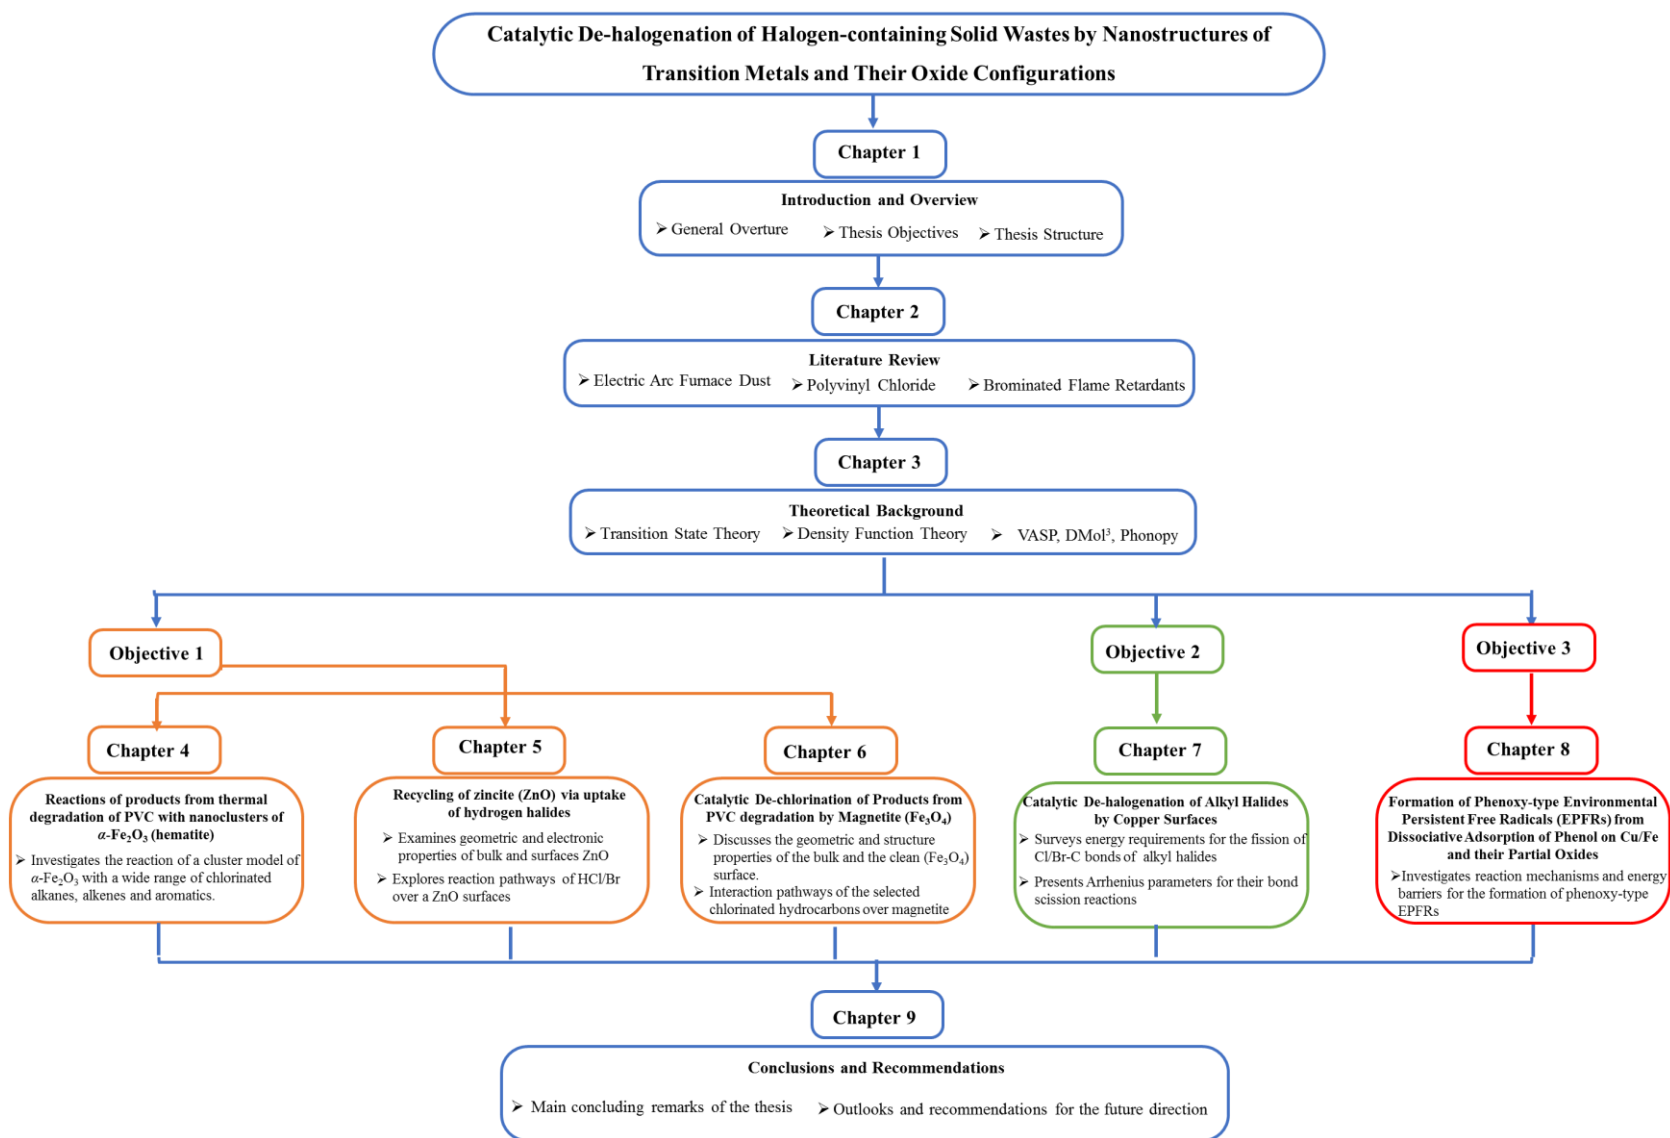 Catalytic De-halogenation of Halogen-containing Solid Wastes by Nanostructures of
Transition Metals and Their Oxide Configurations
Chapter 1
Introduction and Overview
➢ General Overture
➢ Thesis Objectives
➢ Thesis Structure
Chapter 2
Literature Review
➢ Electric Arc Furnace Dust
➢ Polyvinyl Chloride
➢ Brominated Flame Retardants
Chapter 3
Theoretical Background
➢ Transition State Theory
➢ Density Function Theory
➢ VASP, DMol³, Phonopy
Objective 1
Objective 2
Objective 3
Chapter 4
Reactions of products from thermal
degradation of PVC with nanoclusters of
α-Fe₂O₃ (hematite)
➢ Investigates the reaction of a cluster model of
α-Fe₂O₃ with a wide range of chlorinated
alkanes, alkenes and aromatics.
Chapter 5
Recycling of zincite (ZnO) via uptake
of hydrogen halides
➢ Examines geometric and electronic
properties of bulk and surfaces ZnO
➢ Explores reaction pathways of HCl/Br
over a ZnO surfaces
Chapter 6
Catalytic De-chlorination of Products from
PVC degradation by Magnetite (Fe₃O₄)
➢ Discusses the geometric and structure
properties of the bulk and the clean (Fe₃O₄)
surface.
➢ Interaction pathways of the selected
chlorinated hydrocarbons over magnetite
Chapter 7
Catalytic De-halogenation of Alkyl Halides
by Copper Surfaces
➢ Surveys energy requirements for the fission of
Cl/Br-C bonds of alkyl halides
➢ Presents Arrhenius parameters for their bond
scission reactions
Chapter 8
Formation of Phenoxy-type Environmental
Persistent Free Radicals (EPFRs) from
Dissociative Adsorption of Phenol on Cu/Fe
and their Partial Oxides
➢ Investigates reaction mechanisms and energy
barriers for the formation of phenoxy-type
EPFRs
Chapter 9
Conclusions and Recommendations
➢ Main concluding remarks of the thesis
➢ Outlooks and recommendations for the future direction